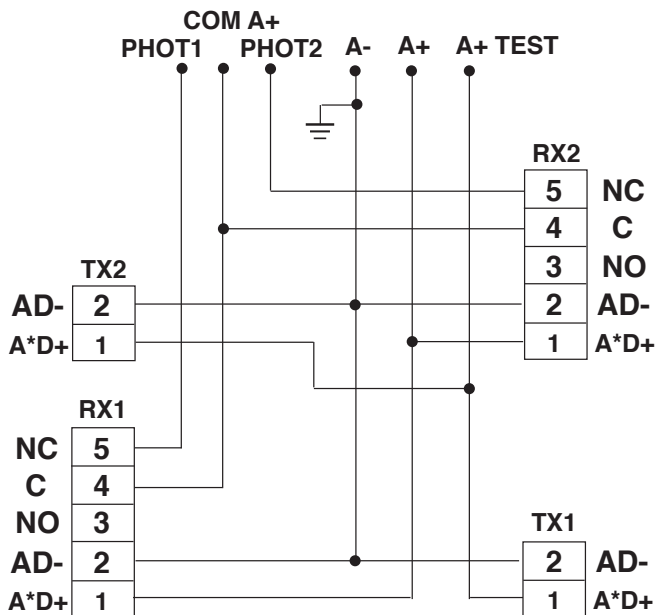 COM A+
PHOT1 PHOT2 A- A+ A+ TEST
RX2
5 NC
4 C
3 NO
2 AD-
1 A*D+
TX2
AD- 2
A*D+ 1
RX1
NC 5
C 4
NO 3
AD- 2
A*D+ 1
TX1
2 AD-
1 A*D+